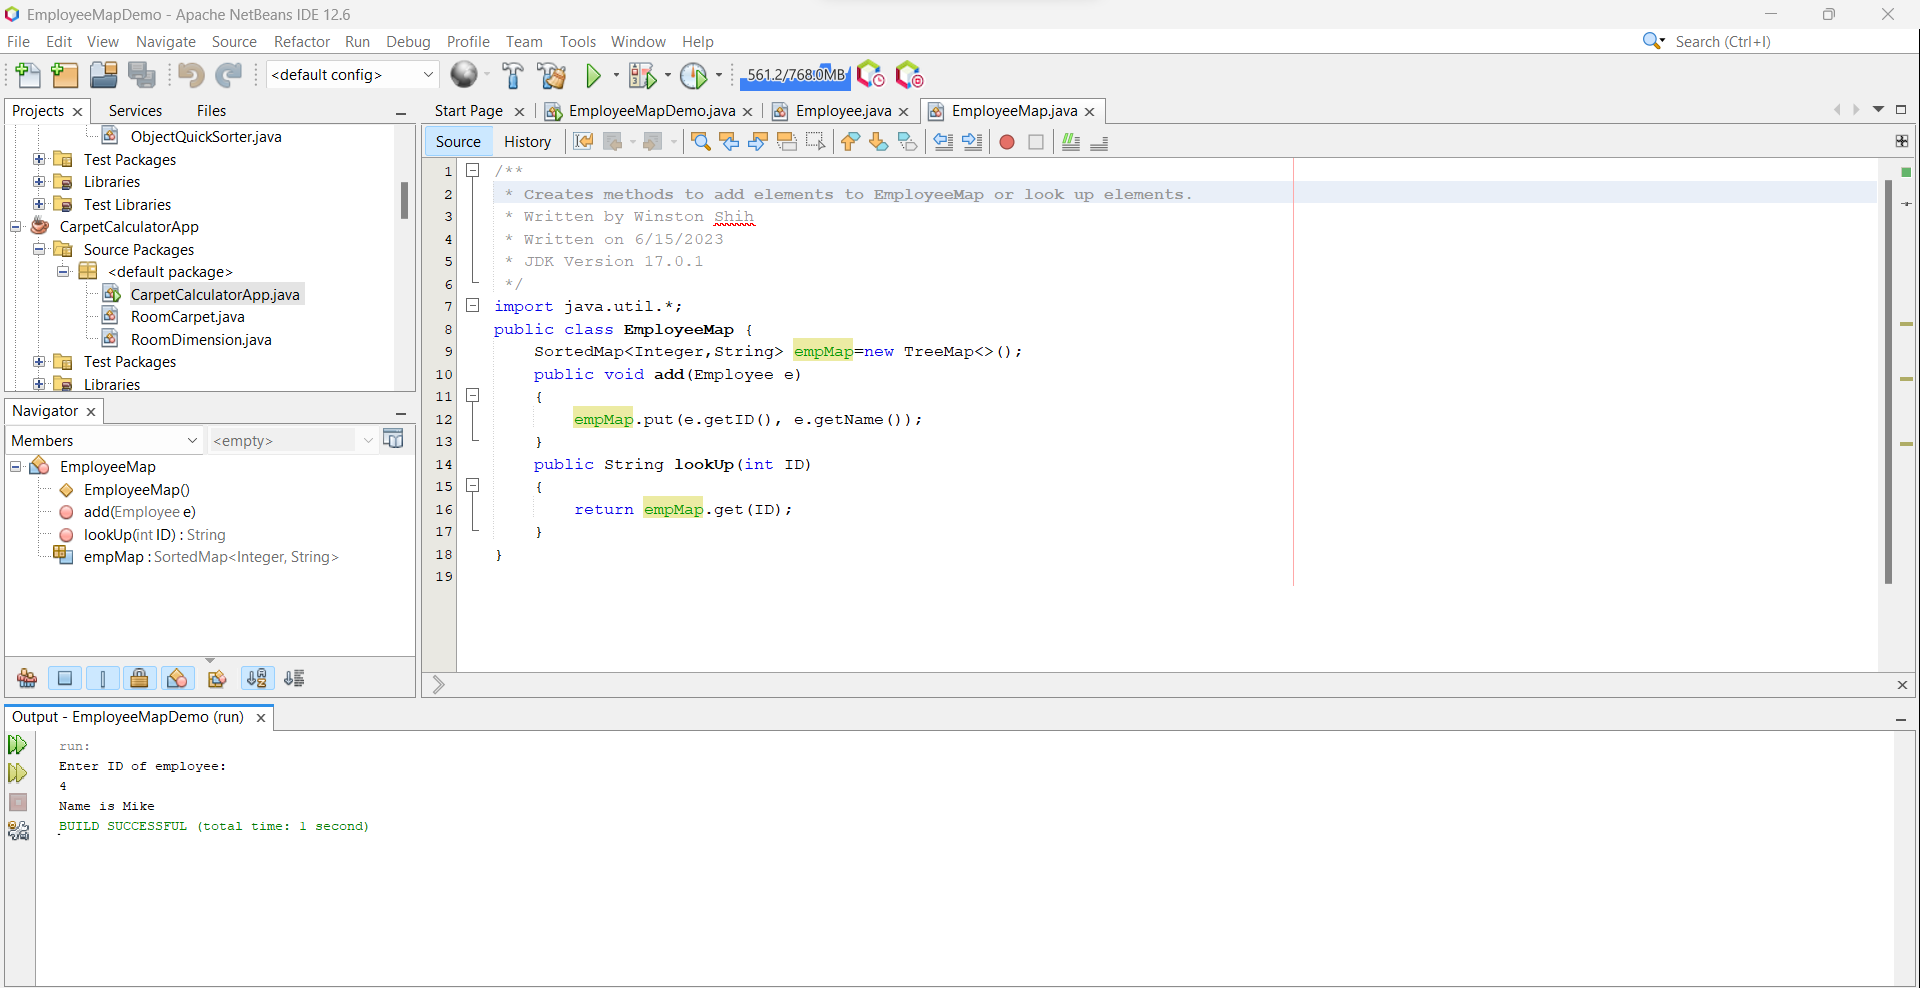 EmployeeMapDemo - Apache NetBeans IDE 12.6
File Edit View Navigate Source Refactor Run Debug Profile Team Tools Window Help
Search (Ctrl+I)
<default config>
561.2/768.0MB
Projects Services Files
ObjectQuickSorter.java
Test Packages
Libraries
Test Libraries
CarpetCalculatorApp
Source Packages
<default package>
CarpetCalculatorApp.java
RoomCarpet.java
RoomDimension.java
Test Packages
Libraries
Navigator
Members
<empty>
EmployeeMap
EmployeeMap()
add(Employee e)
lookUp(int ID) : String
empMap : SortedMap<Integer, String>
Start Page EmployeeMapDemo.java Employee.java EmployeeMap.java
Source History
1 /**
2 * Creates methods to add elements to EmployeeMap or look up elements.
3 * Written by Winston Shih
4 * Written on 6/15/2023
5 * JDK Version 17.0.1
6 */
7 import java.util.*;
8 public class EmployeeMap {
9 SortedMap<Integer,String> empMap=new TreeMap<>();
10 public void add(Employee e)
11 {
12 empMap.put(e.getID(), e.getName());
13 }
14 public String lookUp(int ID)
15 {
16 return empMap.get(ID);
17 }
18 }
19
Output - EmployeeMapDemo (run)
run:
Enter ID of employee:
4
Name is Mike
BUILD SUCCESSFUL (total time: 1 second)